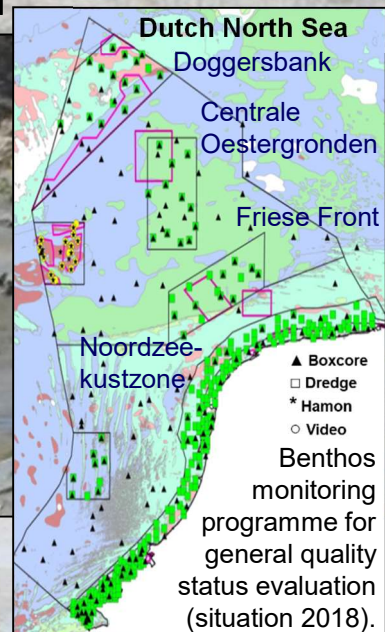 Dutch North Sea
Doggersbank
Centrale
Oestergronden
Friese Front
Noordzee-
kustzone
▲ Boxcore
□ Dredge
* Hamon
○ Video
Benthos
monitoring
programme for
general quality
status evaluation
(situation 2018).